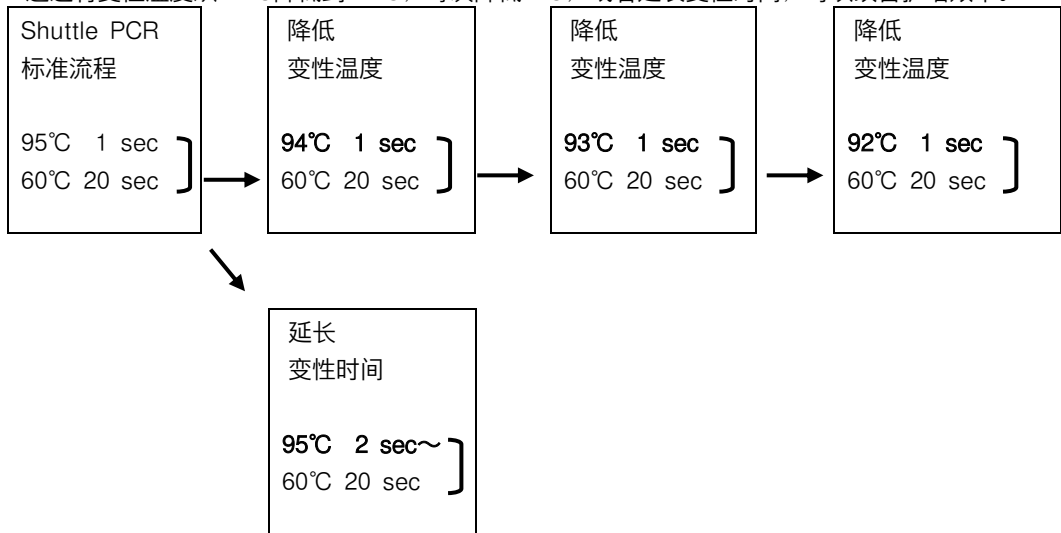 Shuttle PCR
标准流程
95℃ 1 sec
60℃ 20 sec
降低
变性温度
94℃ 1 sec
60℃ 20 sec
降低
变性温度
93℃ 1 sec
60℃ 20 sec
降低
变性温度
92℃ 1 sec
60℃ 20 sec
延长
变性时间
95℃ 2 sec～
60℃ 20 sec